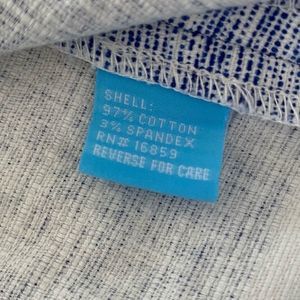 SHELL:
97% COTTON
3% SPANDEX
RN# 16859
REVERSE FOR CARE